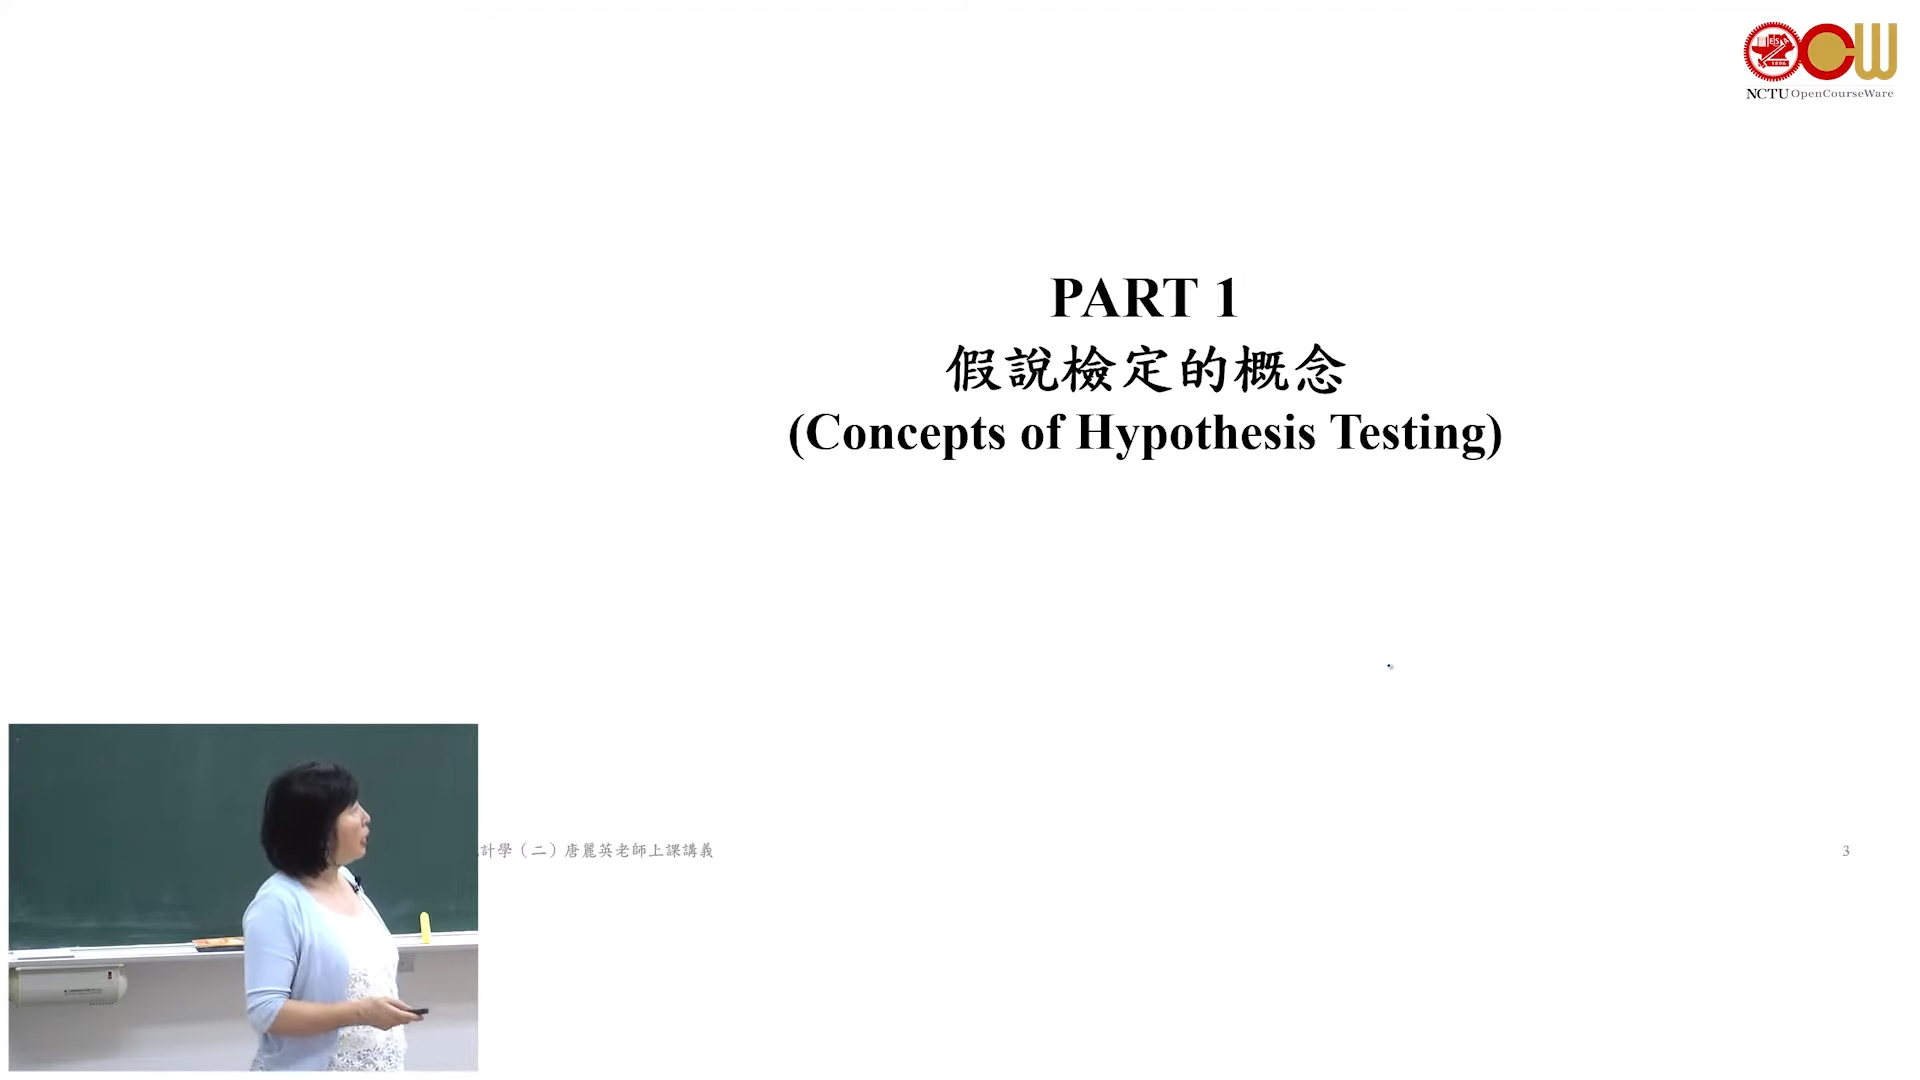 NCTU OpenCourseWare
PART 1
假說檢定的概念
(Concepts of Hypothesis Testing)
計學（二）唐麗英老師上課講義
3